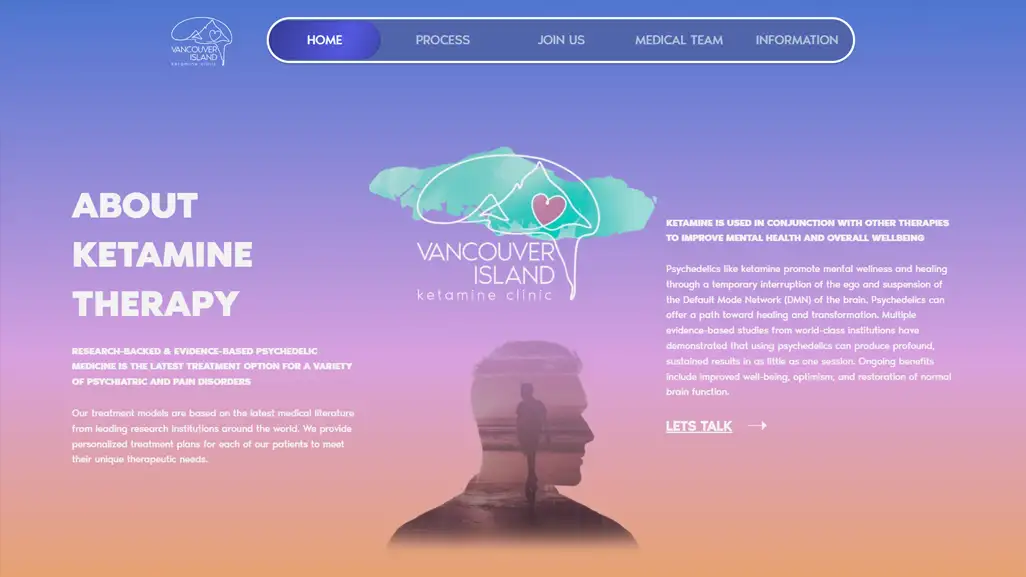 VANCOUVER
ISLAND
ketamine clinic
HOME
PROCESS
JOIN US
MEDICAL TEAM
INFORMATION
ABOUT
KETAMINE
THERAPY
RESEARCH-BACKED & EVIDENCE-BASED PSYCHEDELIC
MEDICINE IS THE LATEST TREATMENT OPTION FOR A VARIETY
OF PSYCHIATRIC AND PAIN DISORDERS
Our treatment models are based on the latest medical literature
from leading research institutions around the world. We provide
personalized treatment plans for each of our patients to meet
their unique therapeutic needs.
VANCOUVER
ISLAND
ketamine clinic
KETAMINE IS USED IN CONJUNCTION WITH OTHER THERAPIES
TO IMPROVE MENTAL HEALTH AND OVERALL WELLBEING
Psychedelics like ketamine promote mental wellness and healing
through a temporary interruption of the ego and suspension of
the Default Mode Network (DMN) of the brain. Psychedelics can
offer a path toward healing and transformation. Multiple
evidence-based studies from world-class institutions have
demonstrated that using psychedelics can produce profound,
sustained results in as little as one session. Ongoing benefits
include improved well-being, optimism, and restoration of normal
brain function.
LETS TALK